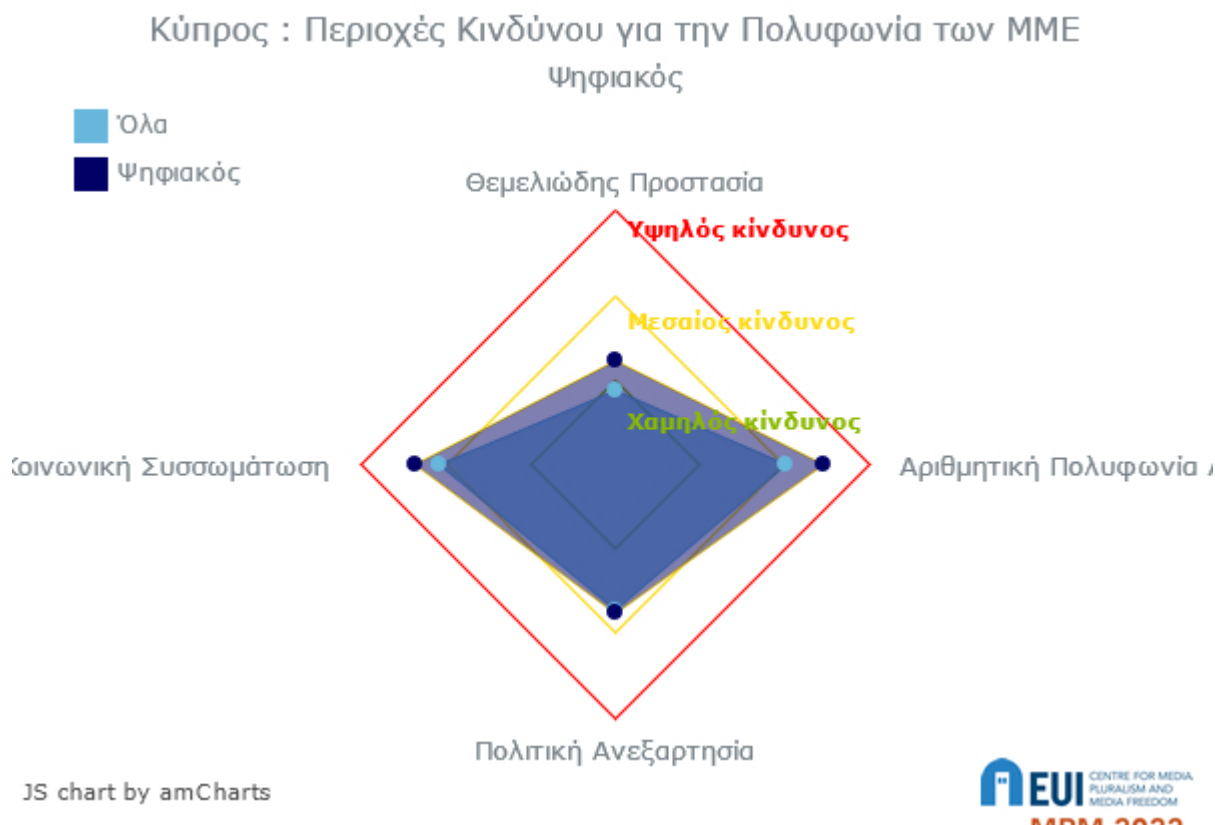 Κύπρος : Περιοχές Κινδύνου για την Πολυφωνία των ΜΜΕ
Ψηφιακός
Όλα
Ψηφιακός
Θεμελιώδης Προστασία
Υψηλός κίνδυνος
Μεσαίος κίνδυνος
Χαμηλός κίνδυνος
Κοινωνική Συσσωμάτωση
Αριθμητική Πολυφωνία
Πολιτική Ανεξαρτησία
JS chart by amCharts
EUI
CENTRE FOR MEDIA
PLURALISM AND
MEDIA FREEDOM